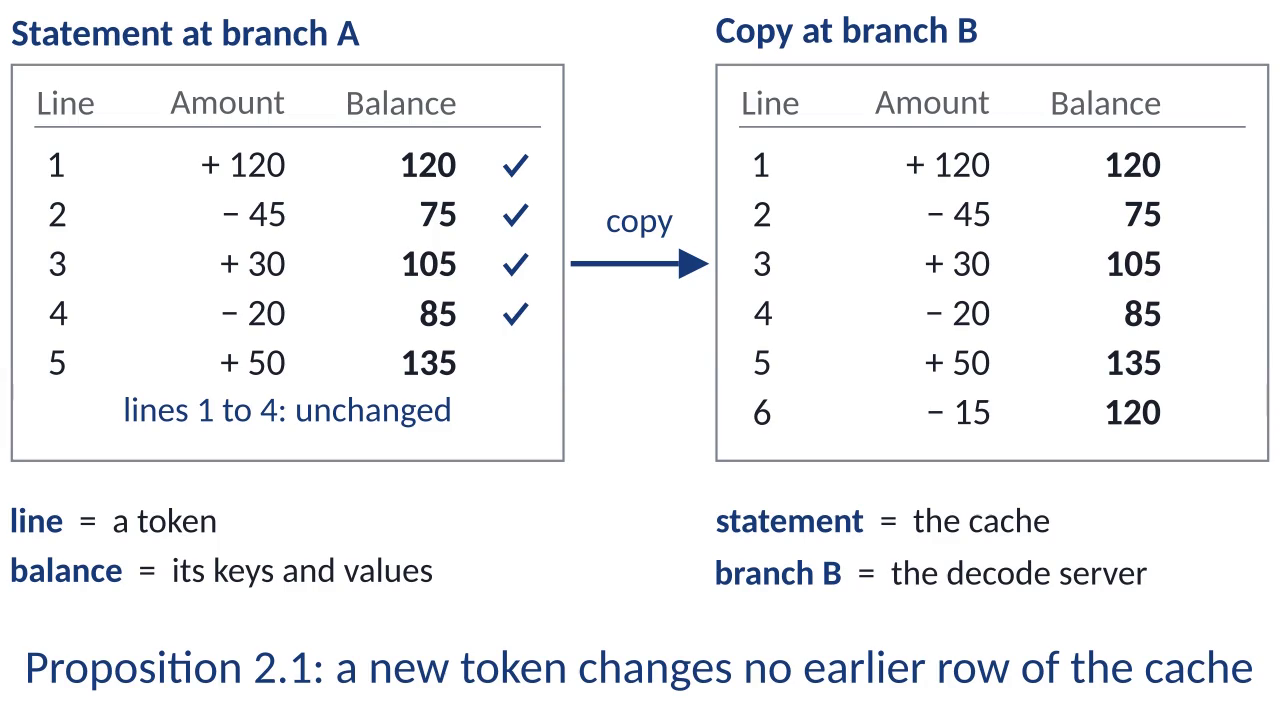 Statement at branch A
Line Amount Balance
1 + 120 120 ✓
2 − 45 75 ✓
3 + 30 105 ✓
4 − 20 85 ✓
5 + 50 135
lines 1 to 4: unchanged
copy
Copy at branch B
Line Amount Balance
1 + 120 120
2 − 45 75
3 + 30 105
4 − 20 85
5 + 50 135
6 − 15 120
line = a token
balance = its keys and values
statement = the cache
branch B = the decode server
Proposition 2.1: a new token changes no earlier row of the cache